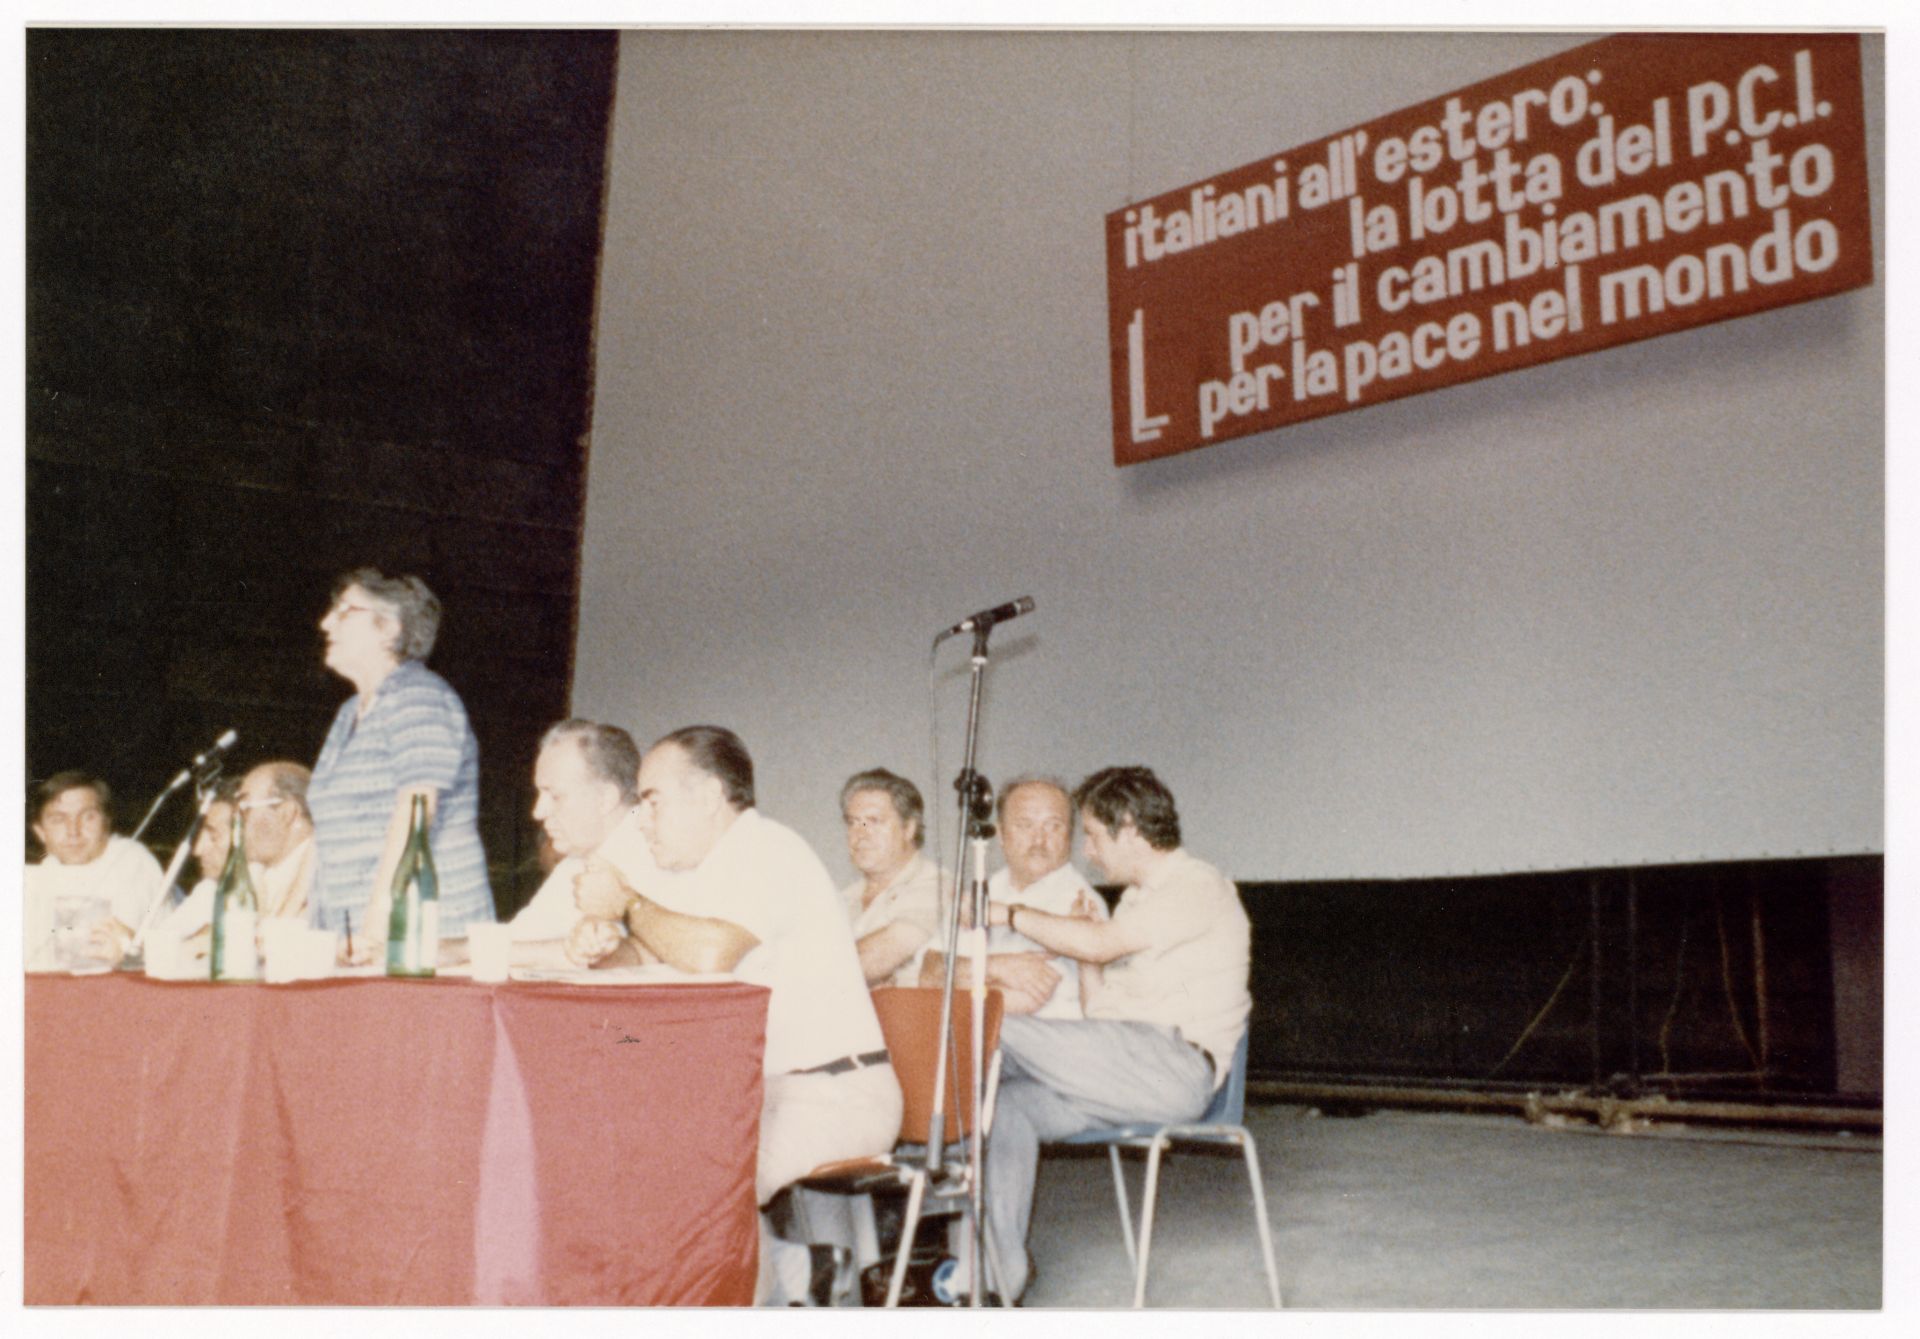 italiani all'estero:
la lotta del P.C.I.
per il cambiamento
per la pace nel mondo